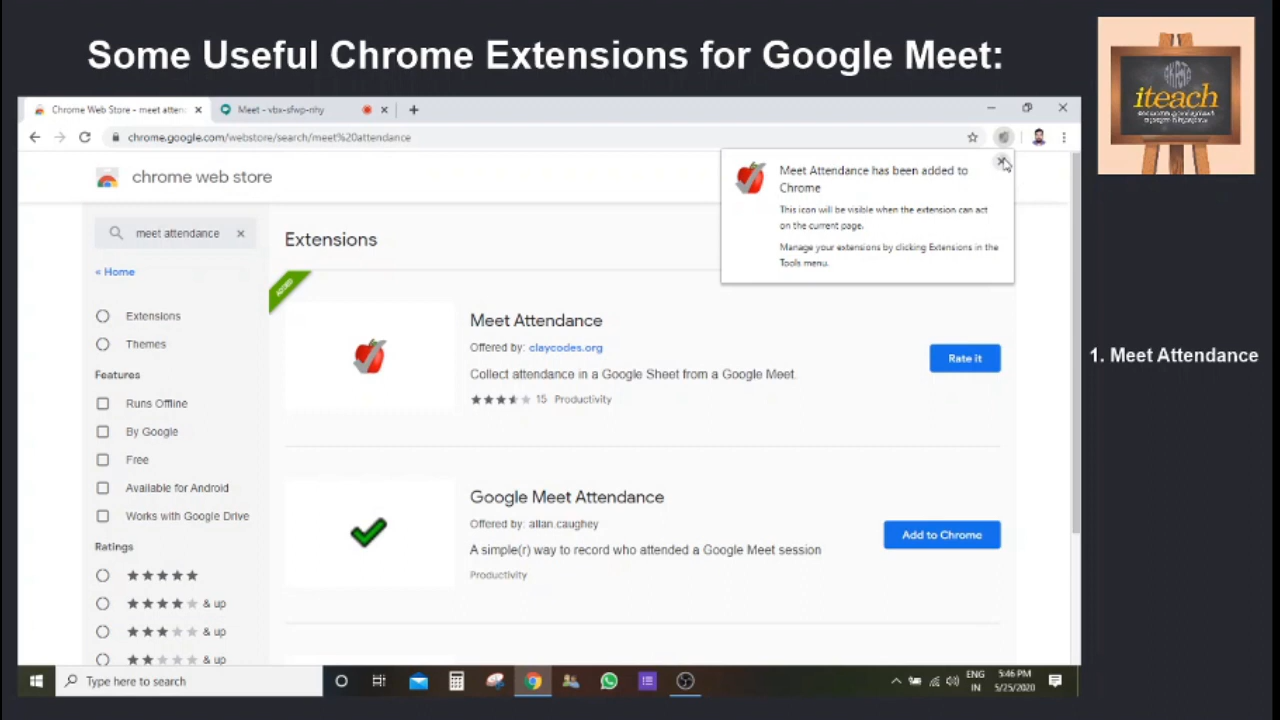 Some Useful Chrome Extensions for Google Meet:
iteach
Chrome Web Store - meet atten
Meet - vbx-sfwp-nhy
chrome.google.com/webstore/search/meet%20attendance
chrome web store
Meet Attendance has been added to
Chrome
This icon will be visible when the extension can act
on the current page.
Manage your extensions by clicking Extensions in the
Tools menu.
meet attendance
« Home
Extensions
Themes
Features
Runs Offline
By Google
Free
Available for Android
Works with Google Drive
Ratings
& up
& up
& up
Extensions
ADDED
Meet Attendance
Offered by: claycodes.org
Collect attendance in a Google Sheet from a Google Meet.
15 Productivity
Rate it
Google Meet Attendance
Offered by: allan.caughey
A simple(r) way to record who attended a Google Meet session
Productivity
Add to Chrome
1. Meet Attendance
Type here to search
ENG
IN
5:46 PM
5/25/2020